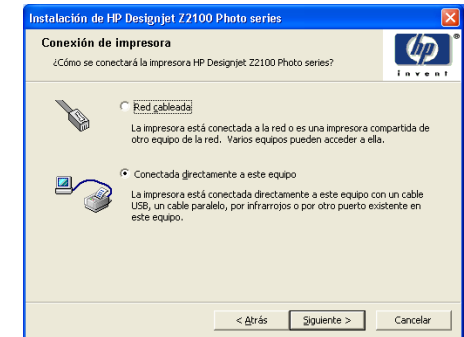 Instalación de HP Designjet Z2100 Photo series
Conexión de impresora
¿Cómo se conectará la impresora HP Designjet Z2100 Photo series?
hp
invent
Red cableada
La impresora está conectada a la red o es una impresora compartida de
otro equipo de la red. Varios equipos pueden acceder a ella.
Conectada directamente a este equipo
La impresora está conectada directamente a este equipo con un cable
USB, un cable paralelo, por infrarrojos o por otro puerto existente en
este equipo.
< Atrás
Siguiente >
Cancelar